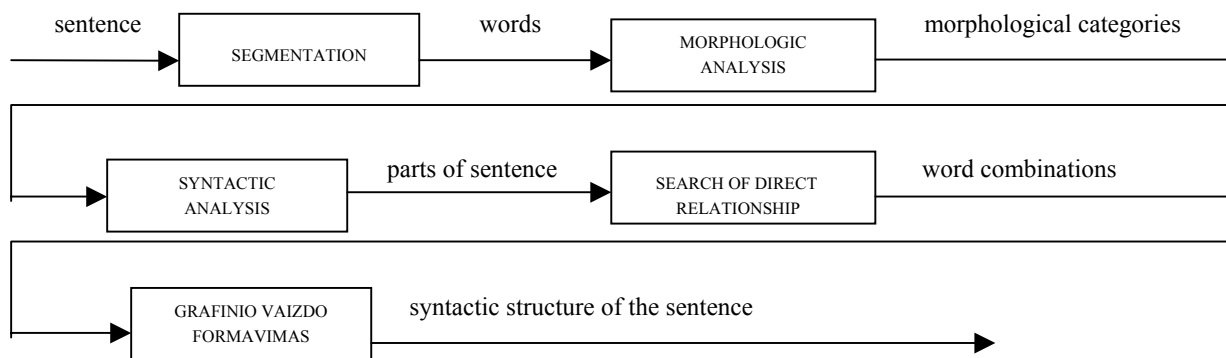 sentence
SEGMENTATION
words
MORPHOLOGIC
ANALYSIS
morphological categories
SYNTACTIC
ANALYSIS
parts of sentence
SEARCH OF DIRECT
RELATIONSHIP
word combinations
GRAFINIO VAIZDO
FORMAVIMAS
syntactic structure of the sentence